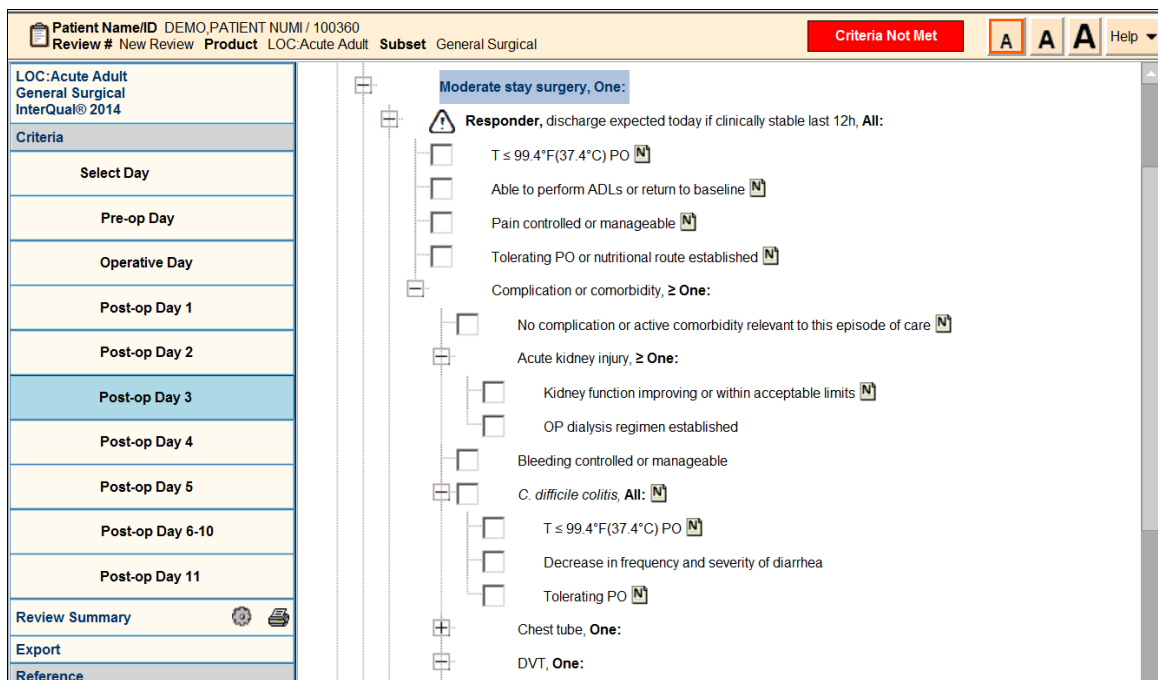 Patient Name/ID DEMO,PATIENT NUMI / 100360
Review # New Review Product LOC:Acute Adult Subset General Surgical
Criteria Not Met
A A A Help
LOC:Acute Adult
General Surgical
InterQual® 2014
Criteria
Select Day
Pre-op Day
Operative Day
Post-op Day 1
Post-op Day 2
Post-op Day 3
Post-op Day 4
Post-op Day 5
Post-op Day 6-10
Post-op Day 11
Review Summary
Export
Reference
Moderate stay surgery, One:
Responder, discharge expected today if clinically stable last 12h, All:
T ≤ 99.4°F(37.4°C) PO N
Able to perform ADLs or return to baseline N
Pain controlled or manageable N
Tolerating PO or nutritional route established N
Complication or comorbidity, ≥ One:
No complication or active comorbidity relevant to this episode of care N
Acute kidney injury, ≥ One:
Kidney function improving or within acceptable limits N
OP dialysis regimen established
Bleeding controlled or manageable
C. difficile colitis, All: N
T ≤ 99.4°F(37.4°C) PO N
Decrease in frequency and severity of diarrhea
Tolerating PO N
Chest tube, One:
DVT, One: